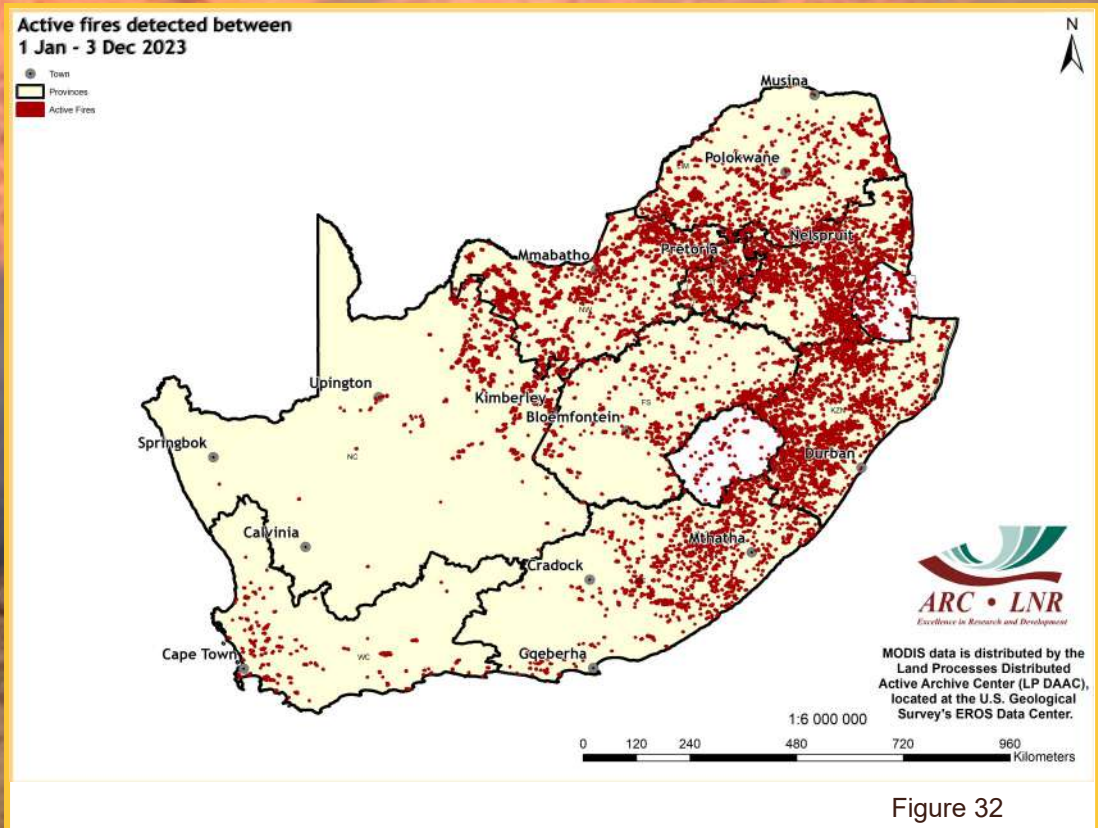 Active fires detected between
1 Jan - 3 Dec 2023
Town
Provinces
Active Fires
N
Musina
LIM
Polokwane
Nelspruit
Pretoria
Mmabatho
NW
Upington
Kimberley
Bloemfontein
FS
KZN
Springbok
NC
Durban
Calvinia
Mthatha
Cradock
Cape Town
WC
Gqeberha
ARC • LNR
Excellence in Research and Development
MODIS data is distributed by the
Land Processes Distributed
Active Archive Center (LP DAAC),
located at the U.S. Geological
Survey's EROS Data Center.
1:6 000 000
0 120 240 480 720 960
Kilometers
Figure 32